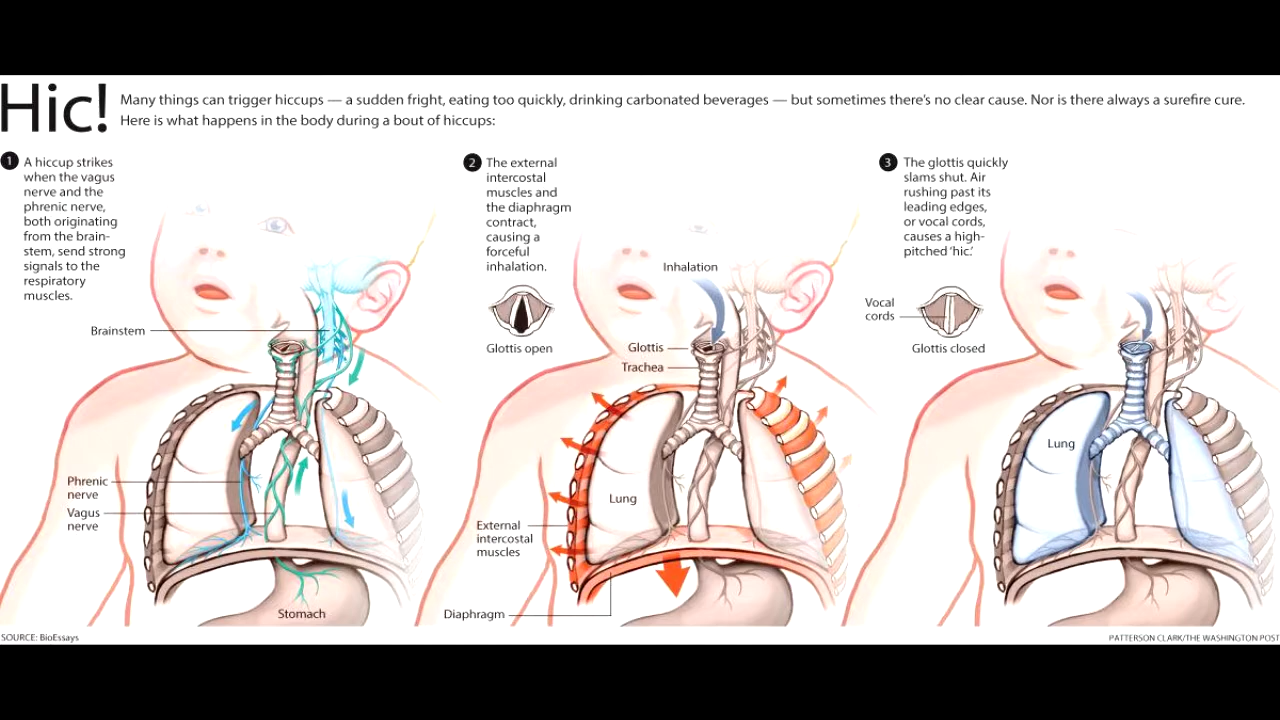 Hic!
Many things can trigger hiccups — a sudden fright, eating too quickly, drinking carbonated beverages — but sometimes there's no clear cause. Nor is there always a surefire cure.
Here is what happens in the body during a bout of hiccups:
1
A hiccup strikes
when the vagus
nerve and the
phrenic nerve,
both originating
from the brain-
stem, send strong
signals to the
respiratory
muscles.
Brainstem
Phrenic
nerve
Vagus
nerve
Stomach
2
The external
intercostal
muscles and
the diaphragm
contract,
causing a
forceful
inhalation.
Inhalation
Glottis open
Glottis
Trachea
Lung
External
intercostal
muscles
Diaphragm
3
The glottis quickly
slams shut. Air
rushing past its
leading edges,
or vocal cords,
causes a high-
pitched 'hic.'
Vocal
cords
Glottis closed
Lung
SOURCE: BioEssays
PATTERSON CLARK/THE WASHINGTON POST